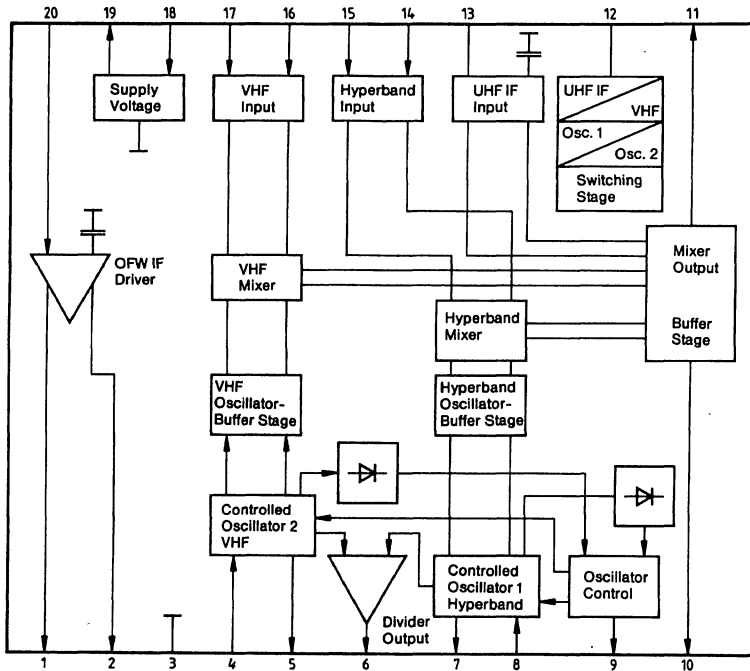 20 19 18 17 16 15 14 13 12 11
Supply
Voltage
VHF
Input
Hyperband
Input
UHF IF
Input
UHF IF
VHF
Osc. 1
Osc. 2
Switching
Stage
OFW IF
Driver
VHF
Mixer
Mixer
Output
Buffer
Stage
Hyperband
Mixer
VHF
Oscillator-
Buffer Stage
Hyperband
Oscillator-
Buffer Stage
Controlled
Oscillator 2
VHF
Divider
Output
Controlled
Oscillator 1
Hyperband
Oscillator
Control
1 2 3 4 5 6 7 8 9 10